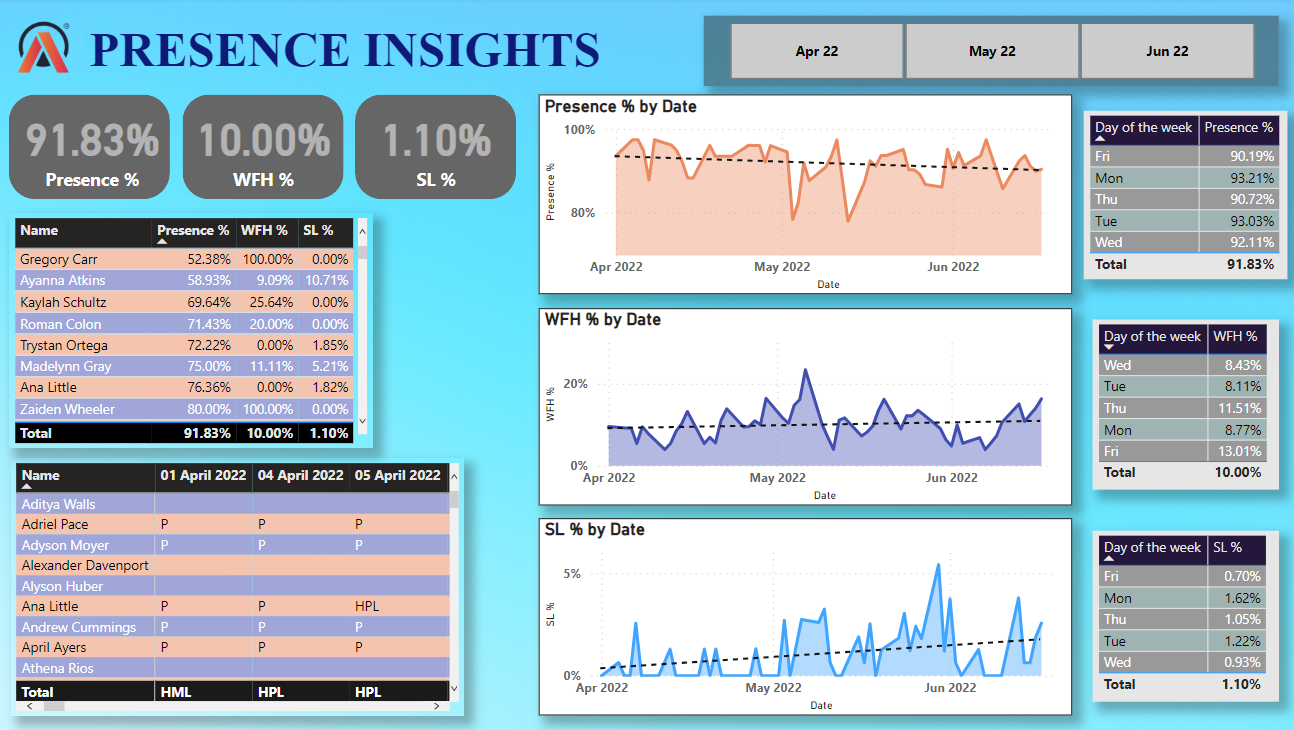 PRESENCE INSIGHTS
®
Apr 22 May 22 Jun 22
91.83%
Presence %
10.00%
WFH %
1.10%
SL %
Name Presence % WFH % SL %
Gregory Carr 52.38% 100.00% 0.00%
Ayanna Atkins 58.93% 9.09% 10.71%
Kaylah Schultz 69.64% 25.64% 0.00%
Roman Colon 71.43% 20.00% 0.00%
Trystan Ortega 72.22% 0.00% 1.85%
Madelynn Gray 75.00% 11.11% 5.21%
Ana Little 76.36% 0.00% 1.82%
Zaiden Wheeler 80.00% 100.00% 0.00%
Total 91.83% 10.00% 1.10%
Name 01 April 2022 04 April 2022 05 April 2022
Aditya Walls
Adriel Pace P P P
Adyson Moyer P P P
Alexander Davenport
Alyson Huber
Ana Little P P HPL
Andrew Cummings P P P
April Ayers P P P
Athena Rios
Total HML HPL HPL
Presence % by Date
Presence %
100%
80%
Apr 2022 May 2022 Jun 2022
Date
Day of the week Presence %
Fri 90.19%
Mon 93.21%
Thu 90.72%
Tue 93.03%
Wed 92.11%
Total 91.83%
WFH % by Date
WFH %
20%
0%
Apr 2022 May 2022 Jun 2022
Date
Day of the week WFH %
Wed 8.43%
Tue 8.11%
Thu 11.51%
Mon 8.77%
Fri 13.01%
Total 10.00%
SL % by Date
SL %
5%
0%
Apr 2022 May 2022 Jun 2022
Date
Day of the week SL %
Fri 0.70%
Mon 1.62%
Thu 1.05%
Tue 1.22%
Wed 0.93%
Total 1.10%